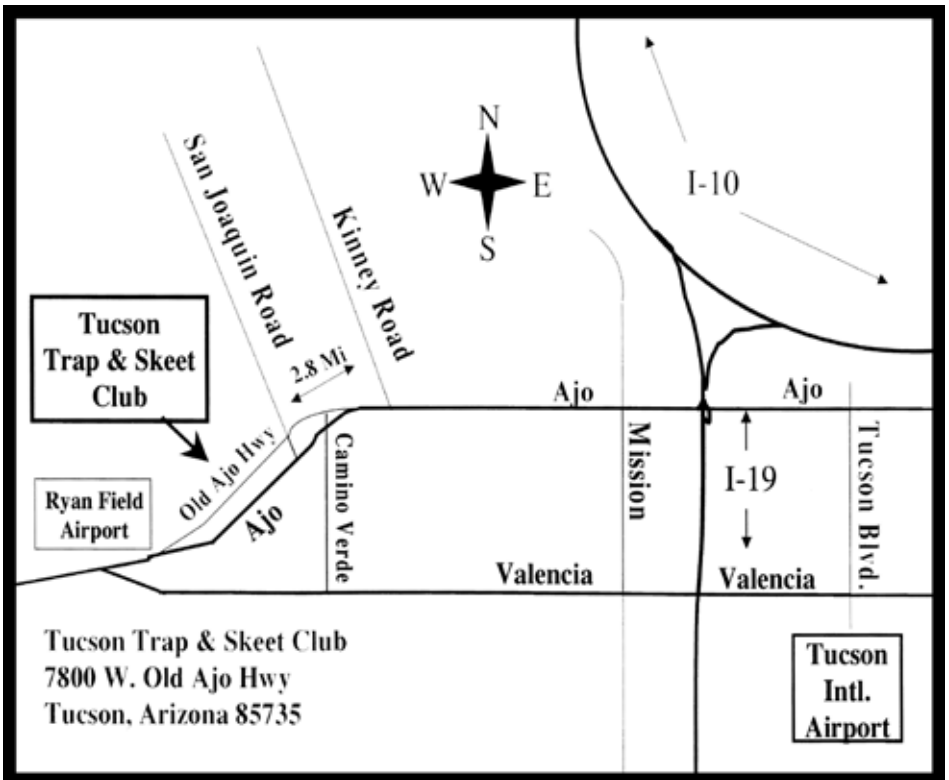 N
W E
S
I-10
San Joaquin Road
Kinney Road
Tucson
Trap & Skeet
Club
2.8 Mi
Ajo
Ajo
Old Ajo Hwy
Ajo
Camino Verde
Mission
I-19
Tucson Blvd.
Ryan Field
Airport
Valencia
Valencia
Tucson Trap & Skeet Club
7800 W. Old Ajo Hwy
Tucson, Arizona 85735
Tucson
Intl.
Airport